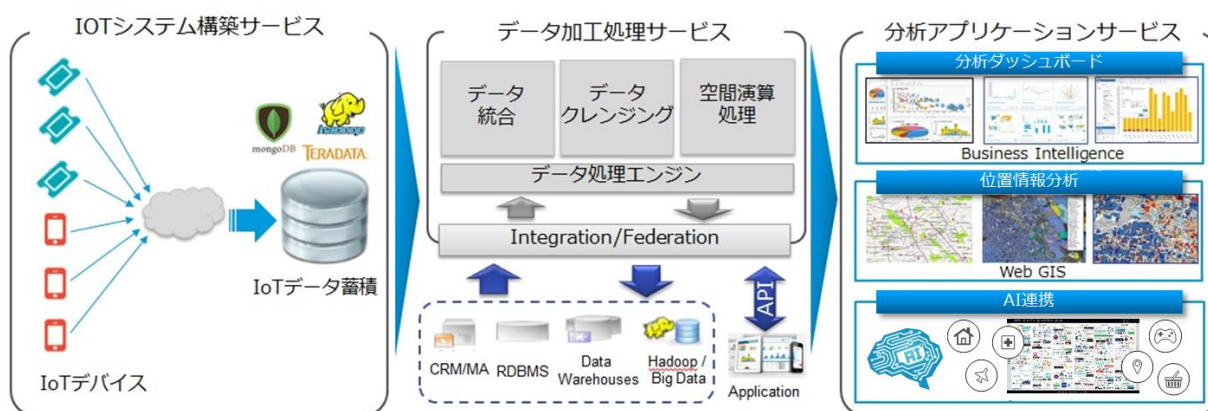 IOTシステム構築サービス
mongoDB
hadoop
TERADATA
IoTデータ蓄積
IoTデバイス
データ加工処理サービス
データ
統合
データ
クレンジング
空間演算
処理
データ処理エンジン
Integration/Federation
API
CRM/MA
RDBMS
Data
Warehouses
Hadoop /
Big Data
Application
分析アプリケーションサービス
分析ダッシュボード
Business Intelligence
位置情報分析
Web GIS
AI連携
AI